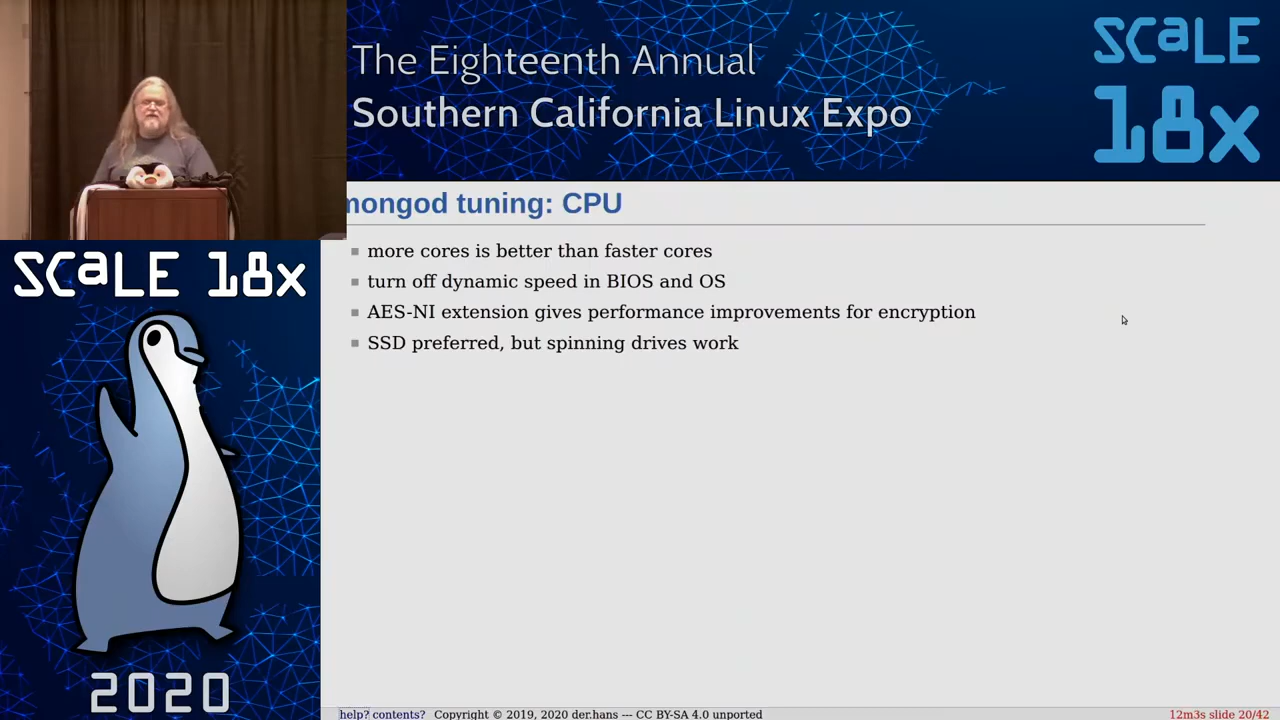 The Eighteenth Annual
Southern California Linux Expo
SCaLE
18x
mongod tuning: CPU
more cores is better than faster cores
turn off dynamic speed in BIOS and OS
AES-NI extension gives performance improvements for encryption
SSD preferred, but spinning drives work
SCaLE 18x
2020
help? contents? Copyright © 2019, 2020 der.hans --- CC BY-SA 4.0 unported
12m3s slide 20/42